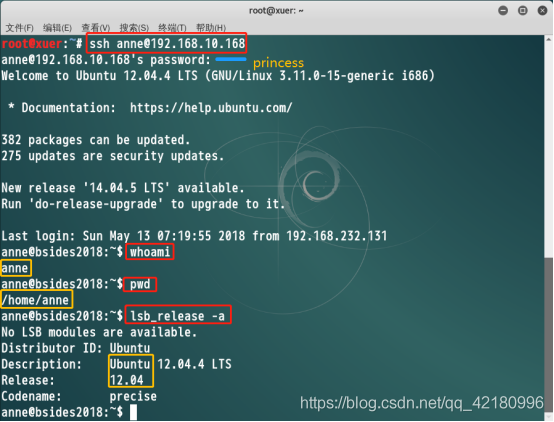 root@xuer
文件(F) 编辑(E) 查看(V) 搜索(S) 终端(T) 帮助(H)
root@xuer:~# ssh anne@192.168.10.168
anne@192.168.10.168's password: princess
Welcome to Ubuntu 12.04.4 LTS (GNU/Linux 3.11.0-15-generic i686)
* Documentation: https://help.ubuntu.com/
382 packages can be updated.
275 updates are security updates.
New release '14.04.5 LTS' available.
Run 'do-release-upgrade' to upgrade to it.
Last login: Sun May 13 07:19:55 2018 from 192.168.232.131
anne@bsides2018:~$ whoami
anne
anne@bsides2018:~$ pwd
/home/anne
anne@bsides2018:~$ lsb_release -a
No LSB modules are available.
Distributor ID: Ubuntu
Description: Ubuntu 12.04.4 LTS
Release: 12.04
Codename: precise
anne@bsides2018:~$
https://blog.csdn.net/qq_42180996